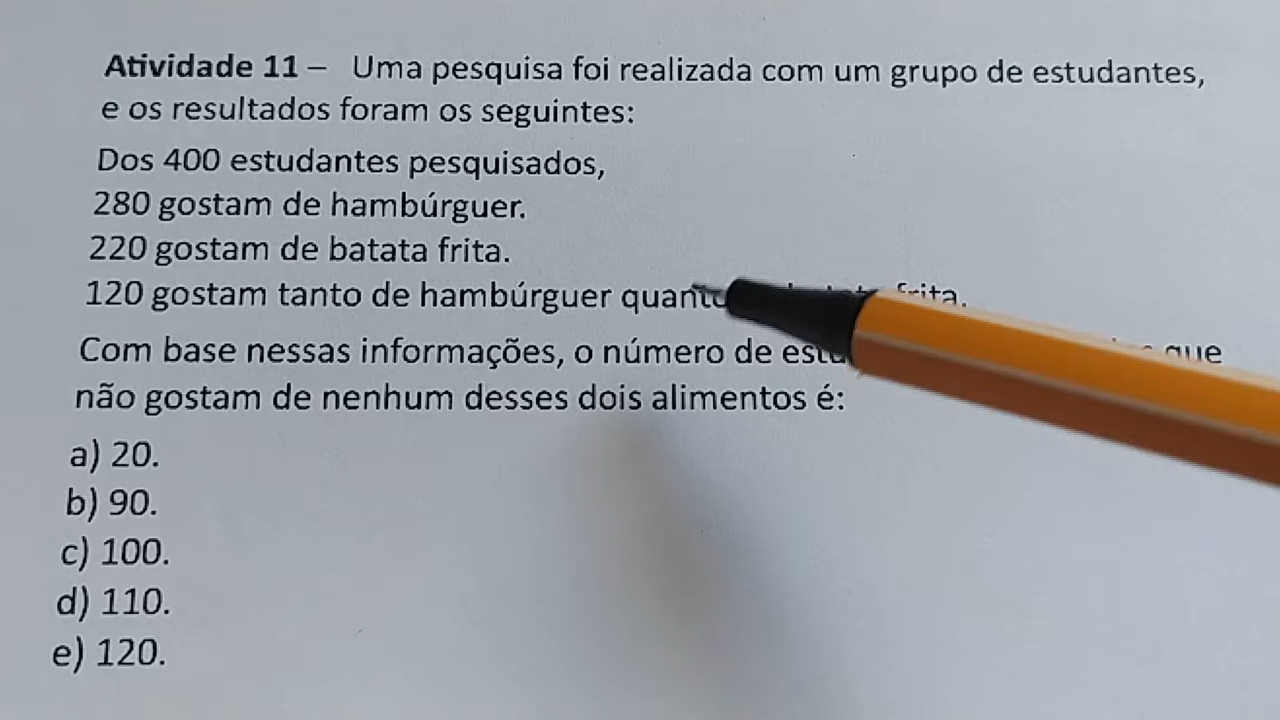 Atividade 11 – Uma pesquisa foi realizada com um grupo de estudantes,
e os resultados foram os seguintes:
Dos 400 estudantes pesquisados,
280 gostam de hambúrguer.
220 gostam de batata frita.
120 gostam tanto de hambúrguer frita.
Com base nessas informações, o número de que
não gostam de nenhum desses dois alimentos é:
a) 20.
b) 90.
c) 100.
d) 110.
e) 120.